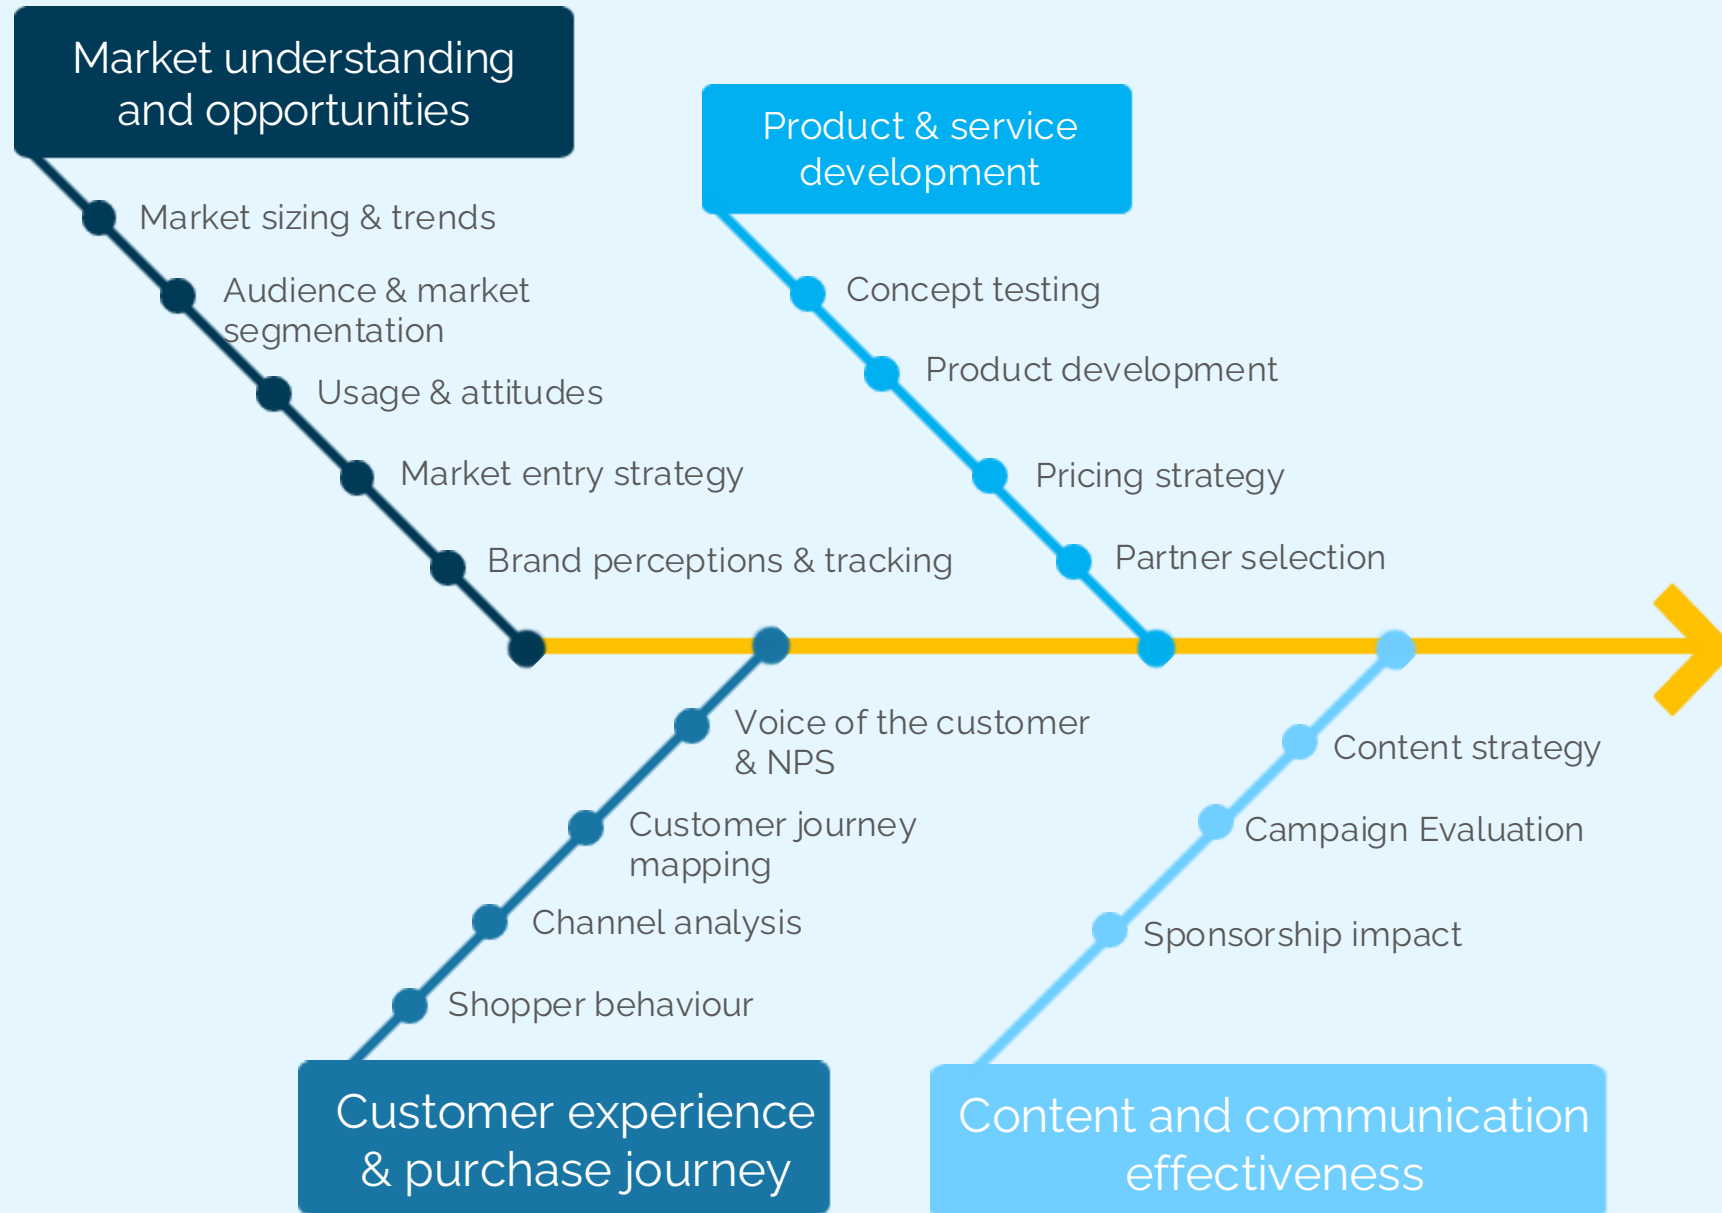 Market understanding
and opportunities
Market sizing & trends
Audience & market
segmentation
Usage & attitudes
Market entry strategy
Brand perceptions & tracking
Product & service
development
Concept testing
Product development
Pricing strategy
Partner selection
Voice of the customer
& NPS
Customer journey
mapping
Channel analysis
Shopper behaviour
Customer experience
& purchase journey
Content strategy
Campaign Evaluation
Sponsorship impact
Content and communication
effectiveness